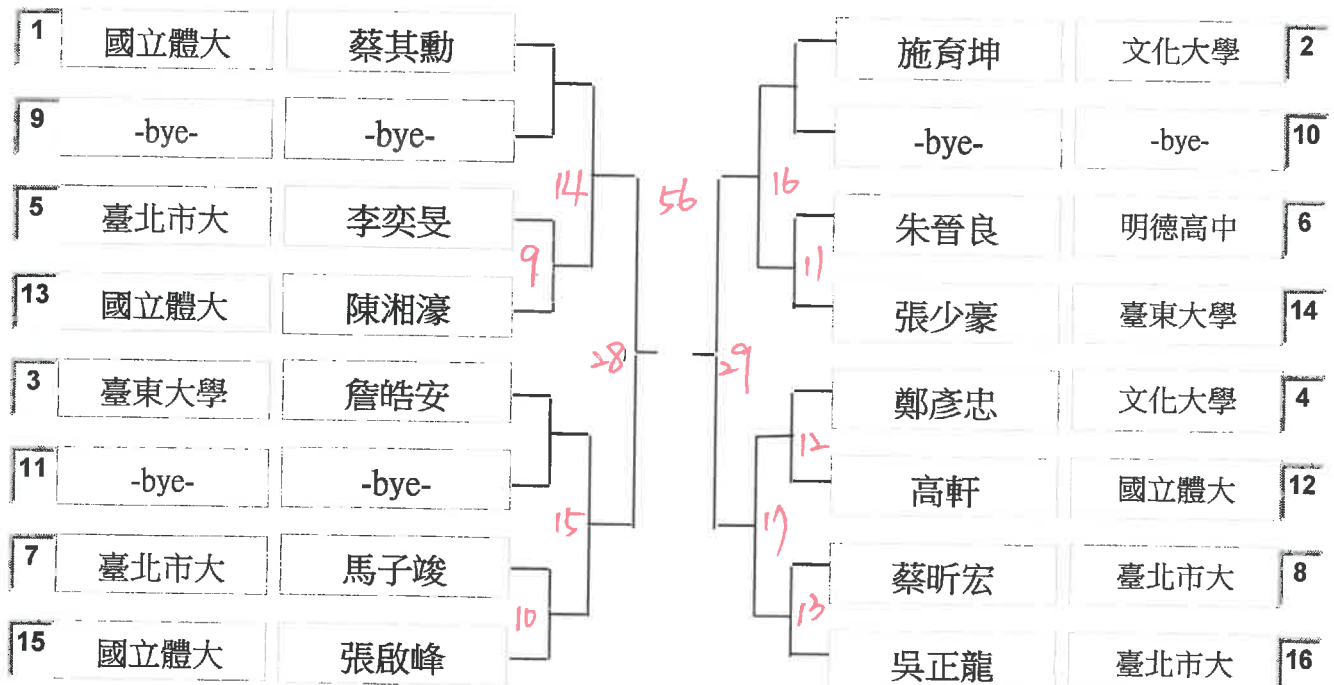 1 國立體大 蔡其勳
9 -bye- -bye-
14
5 臺北市大 李奕旻
9
13 國立體大 陳湘濠
28
3 臺東大學 詹皓安
11 -bye- -bye-
15
7 臺北市大 馬子竣
10
15 國立體大 張啟峰
56
施育坤 文化大學 2
-bye- -bye- 10
16
朱晉良 明德高中 6
11
張少豪 臺東大學 14
29
鄭彥忠 文化大學 4
12
高軒 國立體大 12
17
蔡昕宏 臺北市大 8
13
吳正龍 臺北市大 16